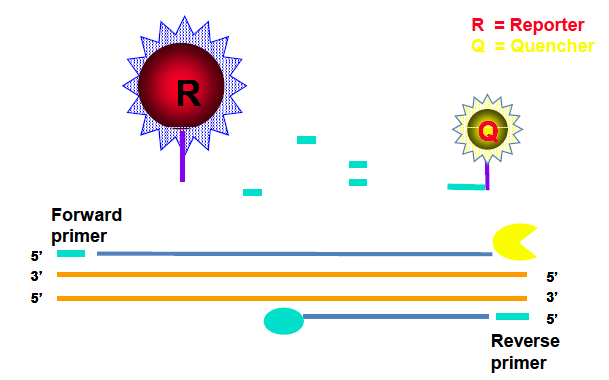 R = Reporter
Q = Quencher
R
Q
Forward
primer
5’
3’
5’
5’
3’
5’
Reverse
primer